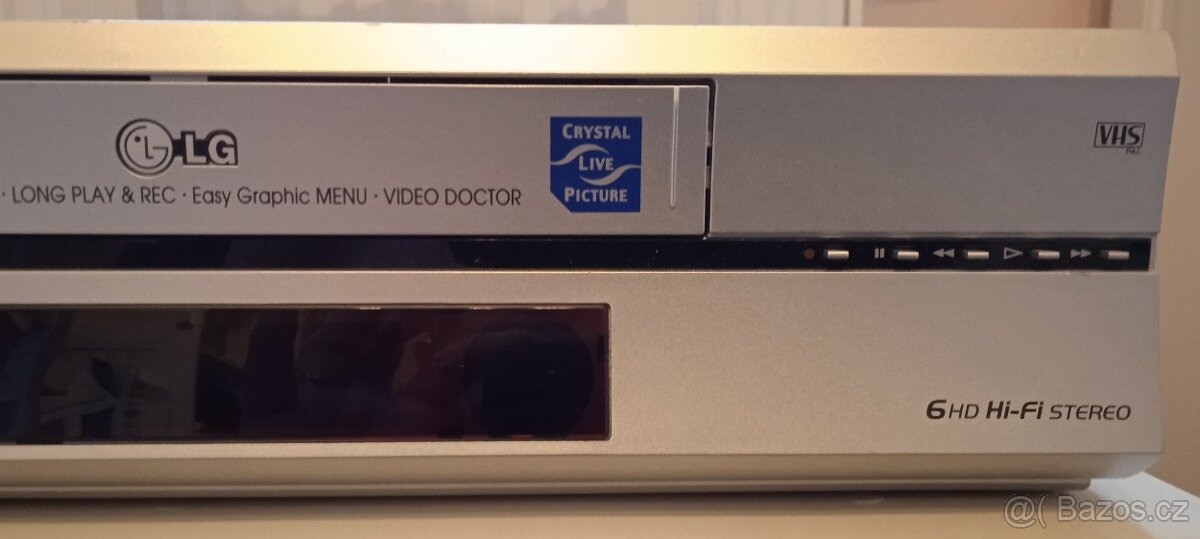 LG
· LONG PLAY & REC · Easy Graphic MENU · VIDEO DOCTOR
CRYSTAL
LIVE
PICTURE
VHS
PAL
6HD Hi-Fi STEREO
@( Bazos.cz